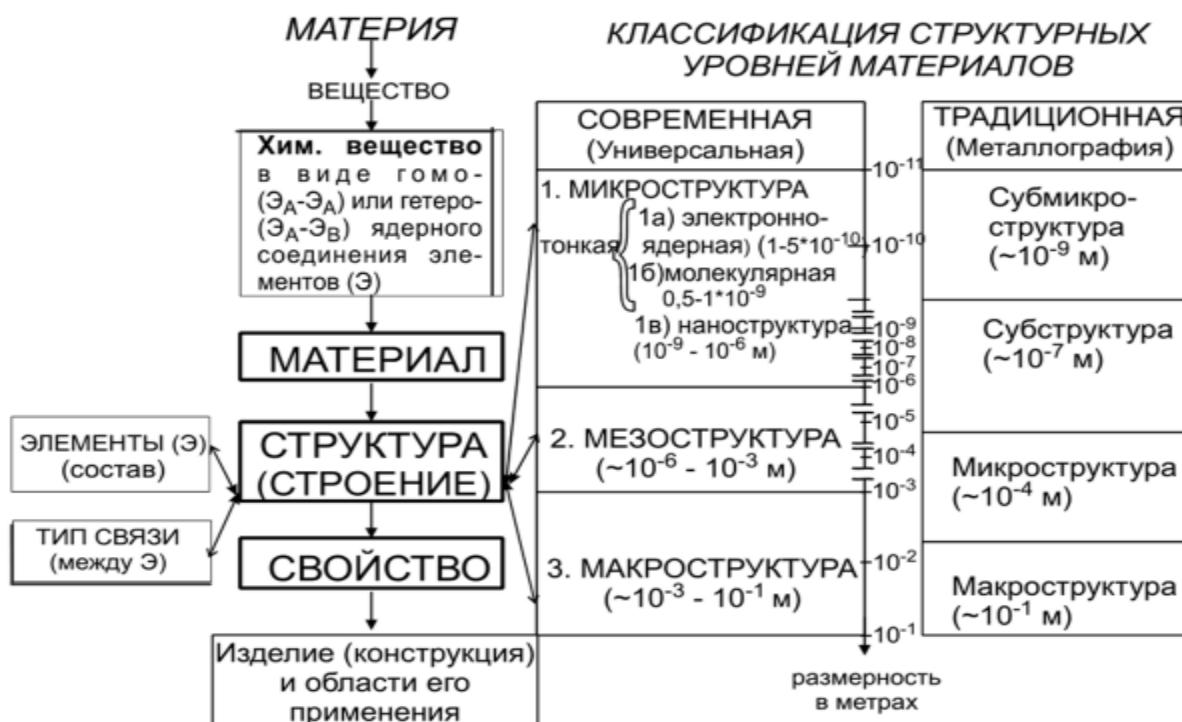 МАТЕРИЯ
ВЕЩЕСТВО
Хим. вещество
в виде гомо-
(ЭА-ЭА) или гетеро-
(ЭА-ЭВ) ядерного
соединения эле-
ментов (Э)
МАТЕРИАЛ
СТРУКТУРА
(СТРОЕНИЕ)
ЭЛЕМЕНТЫ (Э)
(состав)
ТИП СВЯЗИ
(между Э)
СВОЙСТВО
Изделие (конструкция)
и области его
применения
КЛАССИФИКАЦИЯ СТРУКТУРНЫХ
УРОВНЕЙ МАТЕРИАЛОВ
СОВРЕМЕННАЯ
(Универсальная)
1. МИКРОСТРУКТУРА
тонкая
1а) электронно-
ядерная) (1-5*10⁻¹⁰
1б)молекулярная
0,5-1*10⁻⁹
1в) наноструктура
(10⁻⁹ - 10⁻⁶ м)
2. МЕЗОСТРУКТУРА
(~10⁻⁶ - 10⁻³ м)
3. МАКРОСТРУКТУРА
(~10⁻³ - 10⁻¹ м)
10⁻¹¹
10⁻¹⁰
10⁻⁹
10⁻⁸
10⁻⁷
10⁻⁶
10⁻⁵
10⁻⁴
10⁻³
10⁻²
10⁻¹
размерность
в метрах
ТРАДИЦИОННАЯ
(Металлография)
Субмикро-
структура
(~10⁻⁹ м)
Субструктура
(~10⁻⁷ м)
Микроструктура
(~10⁻⁴ м)
Макроструктура
(~10⁻¹ м)